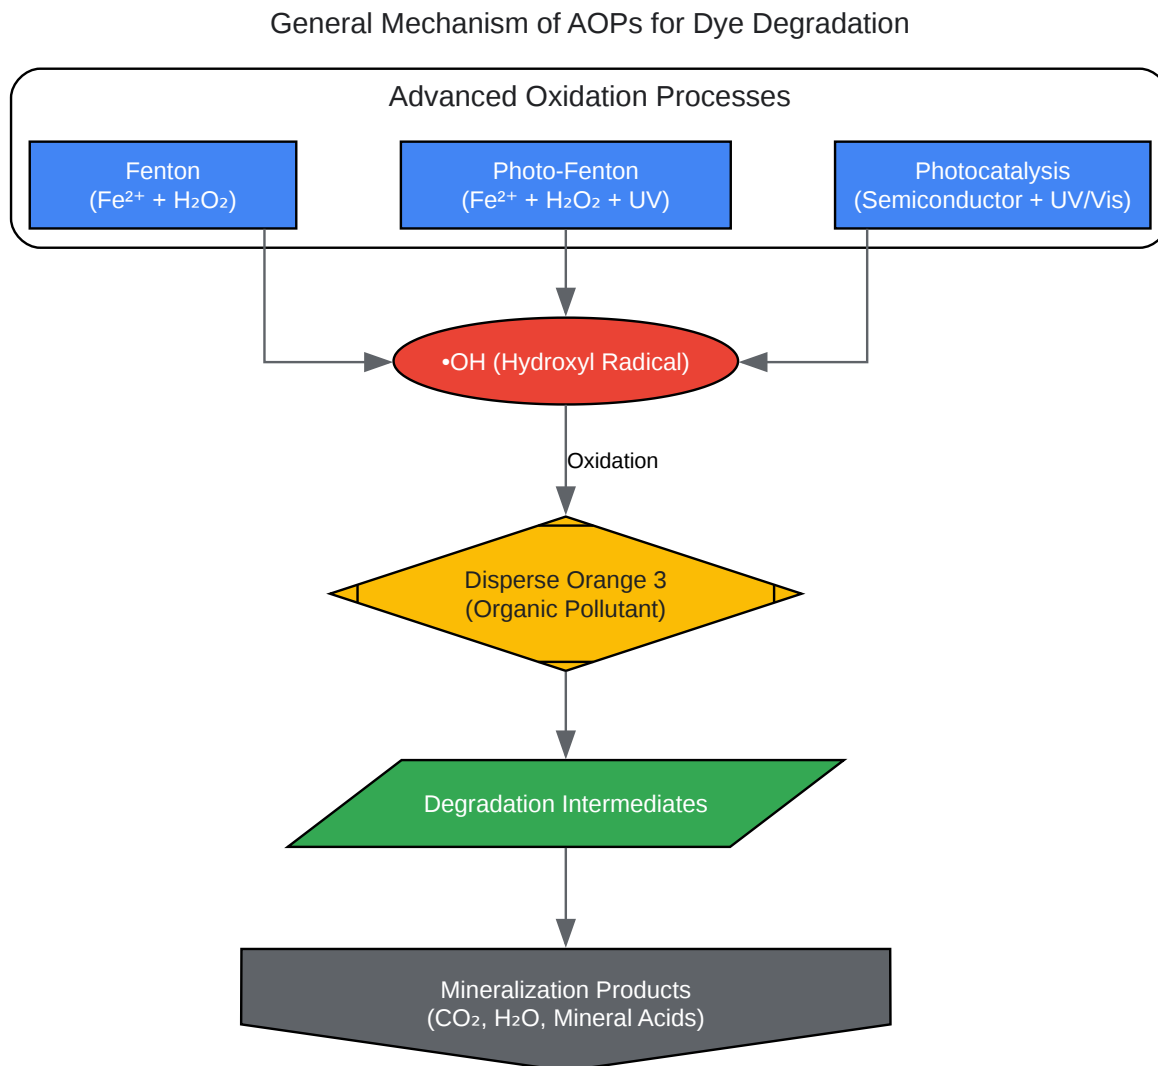 General Mechanism of AOPs for Dye Degradation
Advanced Oxidation Processes
Fenton
(Fe²⁺ + H₂O₂)
Photo-Fenton
(Fe²⁺ + H₂O₂ + UV)
Photocatalysis
(Semiconductor + UV/Vis)
•OH (Hydroxyl Radical)
Oxidation
Disperse Orange 3
(Organic Pollutant)
Degradation Intermediates
Mineralization Products
(CO₂, H₂O, Mineral Acids)